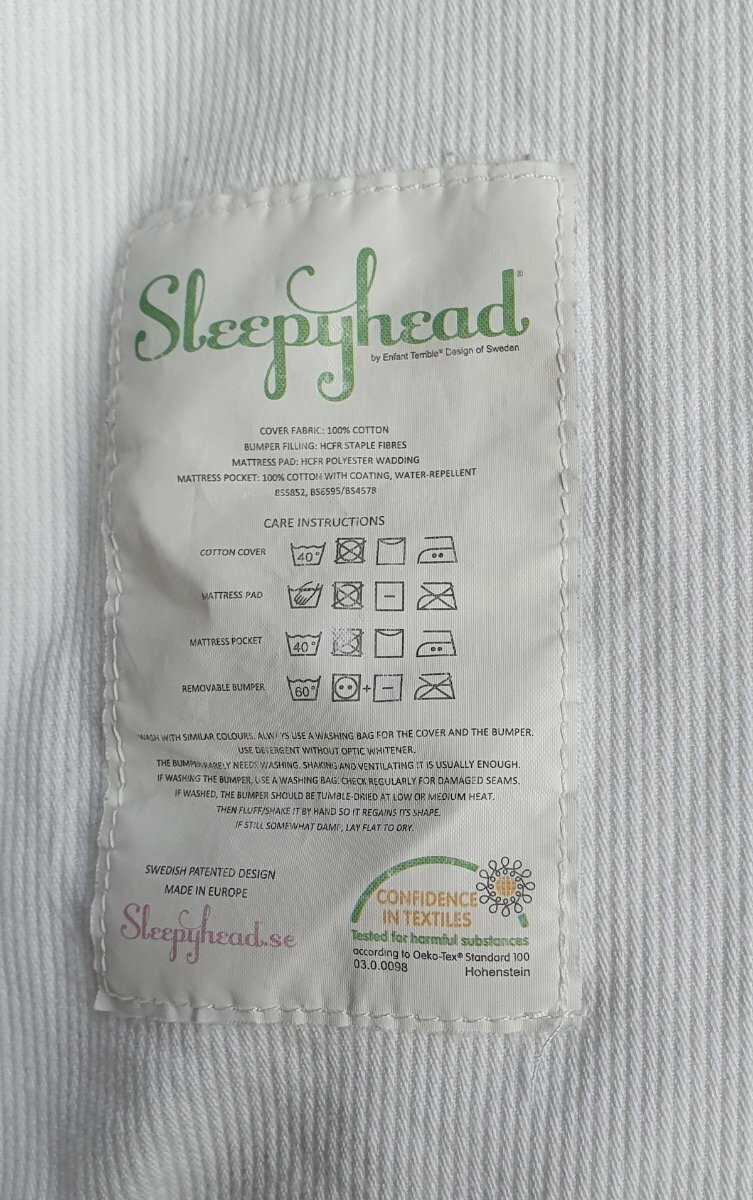 Sleepyhead®
by Enfant Terrible® Design of Sweden
COVER FABRIC: 100% COTTON
BUMPER FILLING: HCFR STAPLE FIBRES
MATTRESS PAD: HCFR POLYESTER WADDING
MATTRESS POCKET: 100% COTTON WITH COATING, WATER-REPELLENT
BS5852, BS6595/BS4578
CARE INSTRUCTIONS
COTTON COVER 40°
MATTRESS PAD
MATTRESS POCKET 40°
REMOVABLE BUMPER 60° +
WASH WITH SIMILAR COLOURS. ALWAYS USE A WASHING BAG FOR THE COVER AND THE BUMPER.
USE DETERGENT WITHOUT OPTIC WHITENER.
THE BUMPER RARELY NEEDS WASHING. SHAKING AND VENTILATING IT IS USUALLY ENOUGH.
IF WASHING THE BUMPER, USE A WASHING BAG. CHECK REGULARLY FOR DAMAGED SEAMS.
IF WASHED, THE BUMPER SHOULD BE TUMBLE-DRIED AT LOW OR MEDIUM HEAT.
THEN FLUFF/SHAKE IT BY HAND SO IT REGAINS ITS SHAPE.
IF STILL SOMEWHAT DAMP, LAY FLAT TO DRY.
SWEDISH PATENTED DESIGN
MADE IN EUROPE
Sleepyhead.se
CONFIDENCE
IN TEXTILES
Tested for harmful substances
according to Oeko-Tex® Standard 100
03.0.0098 Hohenstein